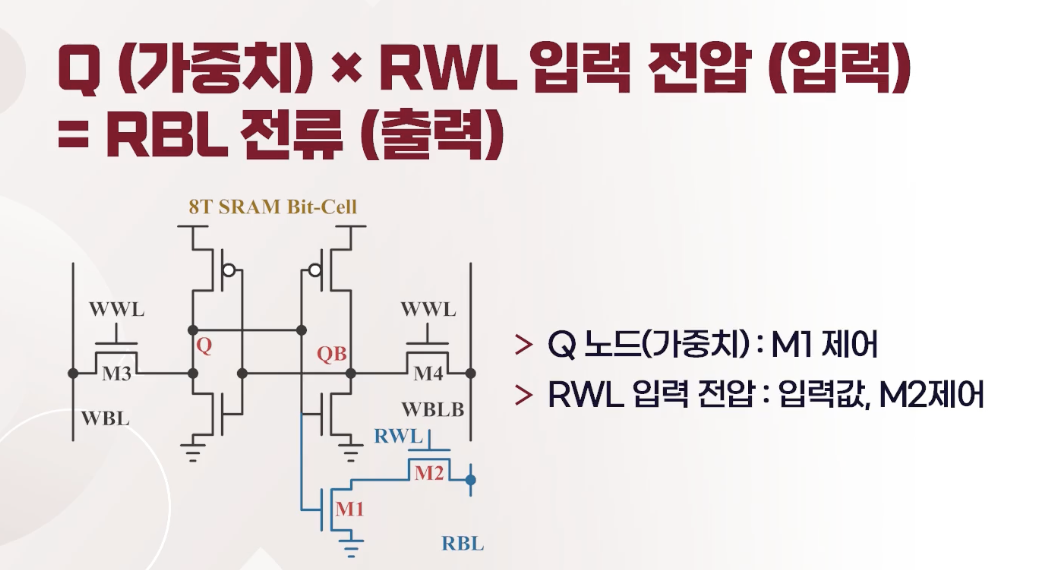 Q (가중치) × RWL 입력 전압 (입력)
= RBL 전류 (출력)
8T SRAM Bit-Cell
WWL
WWL
Q
QB
M3
M4
WBL
WBLB
RWL
M2
M1
RBL
> Q 노드(가중치) : M1 제어
> RWL 입력 전압 : 입력값, M2제어